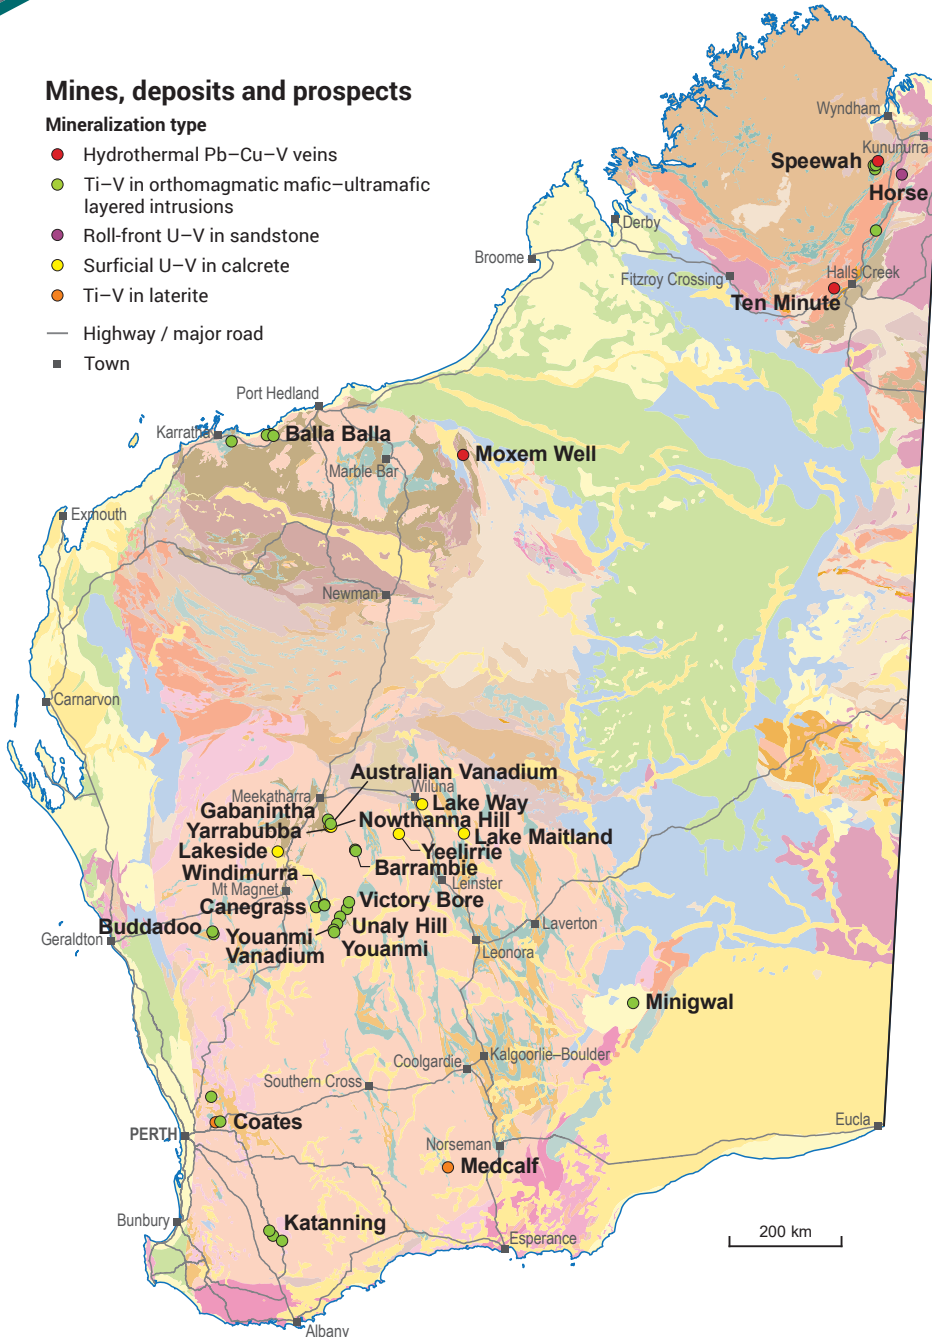 Mines, deposits and prospects
Mineralization type
Hydrothermal Pb–Cu–V veins
Ti–V in orthomagmatic mafic–ultramafic
layered intrusions
Roll-front U–V in sandstone
Surficial U–V in calcrete
Ti–V in laterite
Highway / major road
Town
Wyndham
Kununurra
Speewah
Horse
Derby
Broome
Fitzroy Crossing
Halls Creek
Ten Minute
Port Hedland
Karratha
Balla Balla
Marble Bar
Moxem Well
Exmouth
Newman
Carnarvon
Australian Vanadium
Meekatharra
Wiluna
Gabanintha
Lake Way
Yarrabubba
Nowthanna Hill
Lake Maitland
Lakeside
Yeelirrie
Windimurra
Barrambie
Mt Magnet
Leinster
Canegrass
Victory Bore
Buddadoo
Unaly Hill
Laverton
Geraldton
Youanmi
Vanadium
Youanmi
Leonora
Minigwal
Coolgardie
Kalgoorlie–Boulder
Southern Cross
Coates
PERTH
Eucla
Norseman
Medcalf
Bunbury
Katanning
Esperance
200 km
Albany